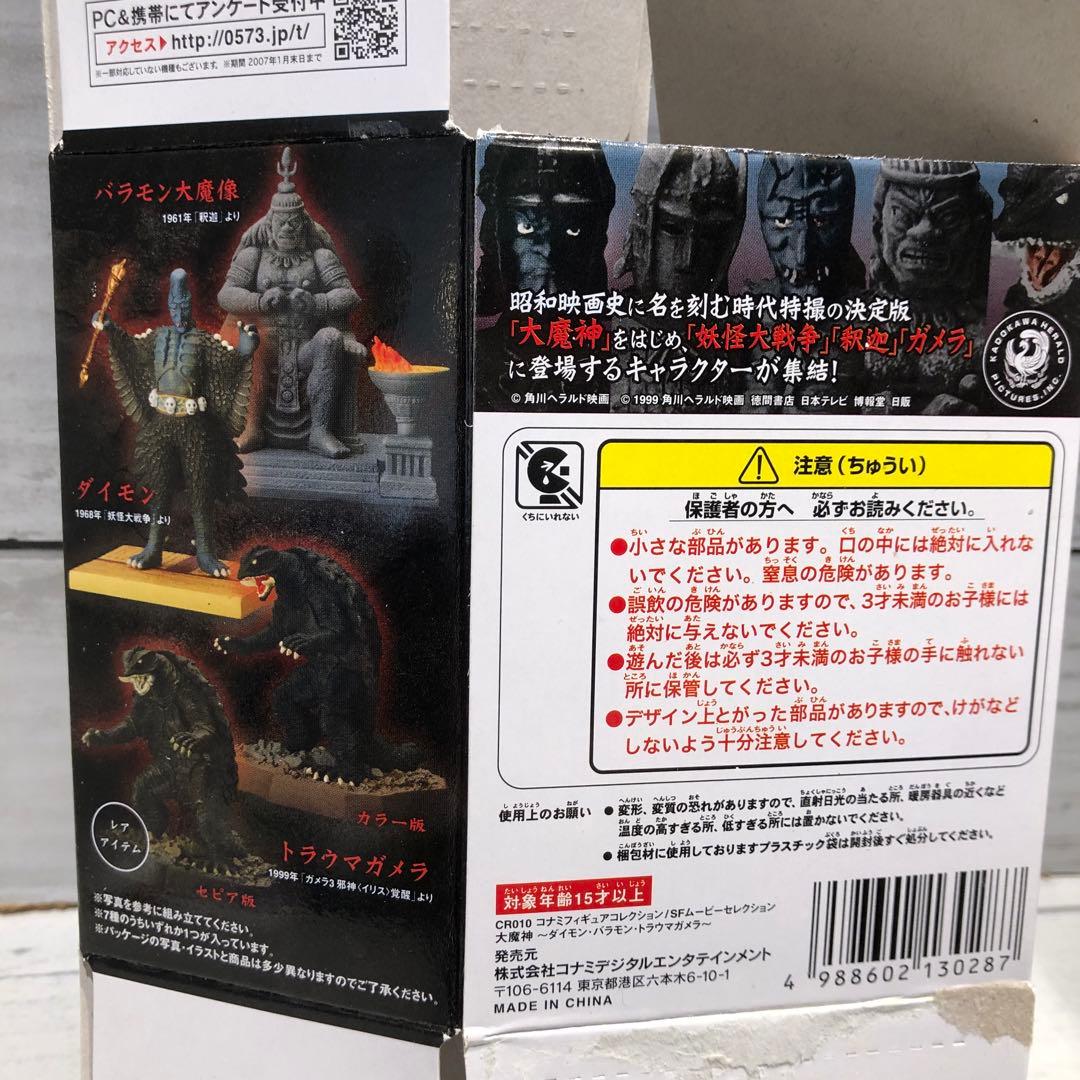 PC&携帯にてアンケート受付中
アクセス▶http://0573.jp/t/
※一部対応していない機種もございます。※期間 2007年1月末日まで
バラモン大魔像
1961年「釈迦」より
ダイモン
1968年「妖怪大戦争」より
カラー版
トラウマガメラ
1999年「ガメラ3 邪神〈イリス〉覚醒」より
レア
アイテム
セピア版
※写真を参考に組み立ててください。
※7種のうちいずれか1つが入っています。
※パッケージの写真・イラストと商品は多少異なりますのでご了承ください。
昭和映画史に名を刻む時代特撮の決定版
「大魔神」をはじめ、「妖怪大戦争」「釈迦」「ガメラ」
に登場するキャラクターが集結!
© 角川ヘラルド映画 © 1999 角川ヘラルド映画 徳間書店 日本テレビ 博報堂 日販
KADOKAWA HERALD PICTURES, INC.
くちにいれない
注意(ちゅうい)
保護者の方へ 必ずお読みください。
●小さな部品があります。口の中には絶対に入れな
いでください。窒息の危険があります。
●誤飲の危険がありますので、3才未満のお子様には
絶対に与えないでください。
●遊んだ後は必ず3才未満のお子様の手に触れない
所に保管してください。
●デザイン上とがった部品がありますので、けがなど
しないよう十分注意してください。
使用上のお願い ●変形、変質の恐れがありますので、直射日光の当たる所、暖房器具の近くなど
温度の高すぎる所、低すぎる所には置かないでください。
●梱包材に使用しておりますプラスチック袋は開封後すぐ処分してください。
対象年齢15才以上
CR010 コナミフィギュアコレクション/SFムービーセレクション
大魔神 ~ダイモン・バラモン・トラウマガメラ~
発売元
株式会社コナミデジタルエンタテインメント
〒106-6114 東京都港区六本木6-10-1
MADE IN CHINA
4 988602 130287